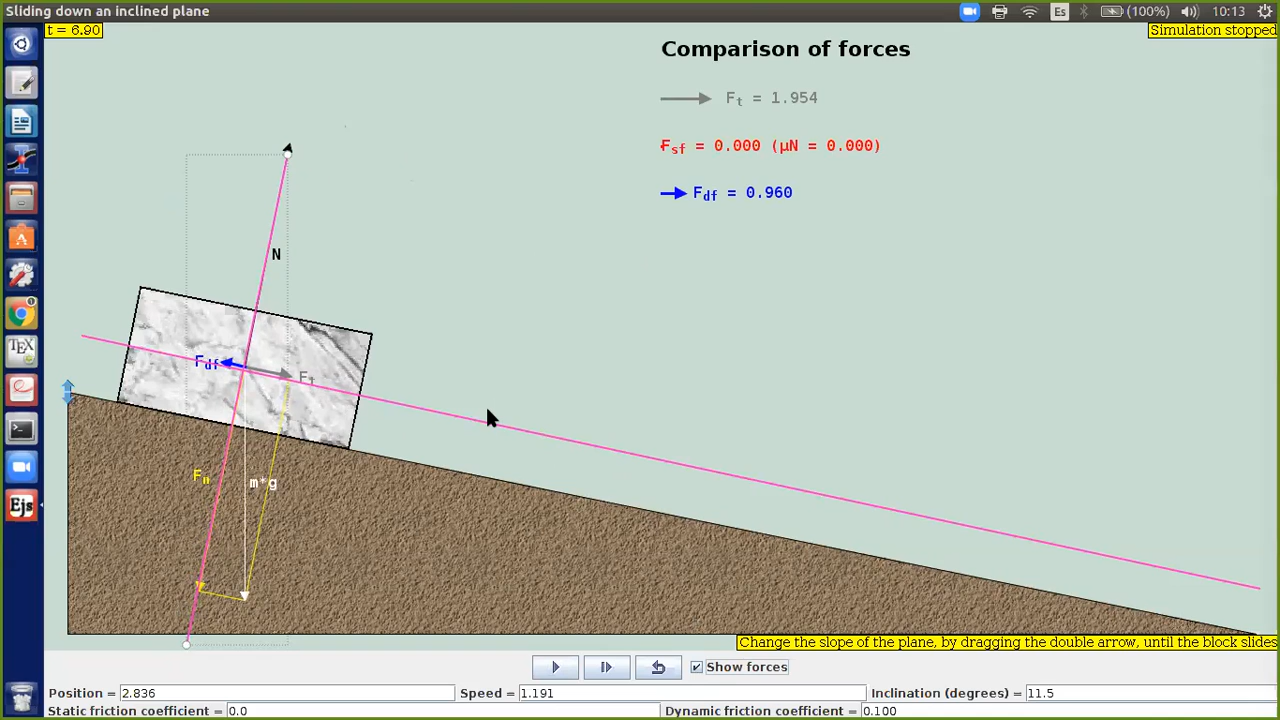 Sliding down an inclined plane
Es
(100%)
10:13
t = 6.90
Simulation stopped
Comparison of forces
Ft = 1.954
Fsf = 0.000 (μN = 0.000)
Fdf = 0.960
N
Fdf
Ft
Fn
m*g
TEX
Ejs
Change the slope of the plane, by dragging the double arrow, until the block slides
Show forces
Position = 2.836
Speed = 1.191
Inclination (degrees) = 11.5
Static friction coefficient = 0.0
Dynamic friction coefficient = 0.100